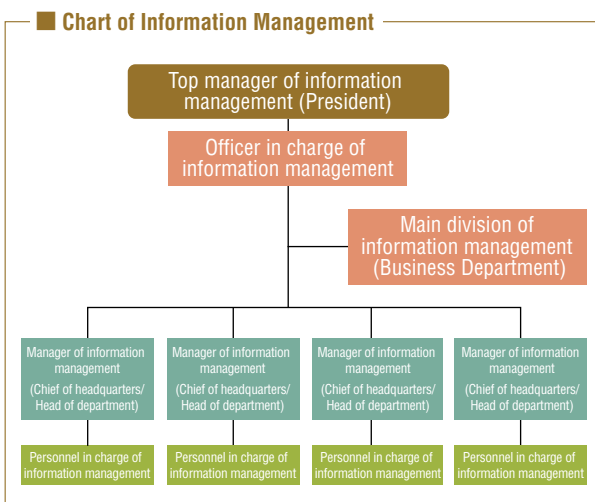 Chart of Information Management
Top manager of information
management (President)
Officer in charge of
information management
Main division of
information management
(Business Department)
Manager of information
management
(Chief of headquarters/
Head of department)
Manager of information
management
(Chief of headquarters/
Head of department)
Manager of information
management
(Chief of headquarters/
Head of department)
Manager of information
management
(Chief of headquarters/
Head of department)
Personnel in charge of
information management
Personnel in charge of
information management
Personnel in charge of
information management
Personnel in charge of
information management